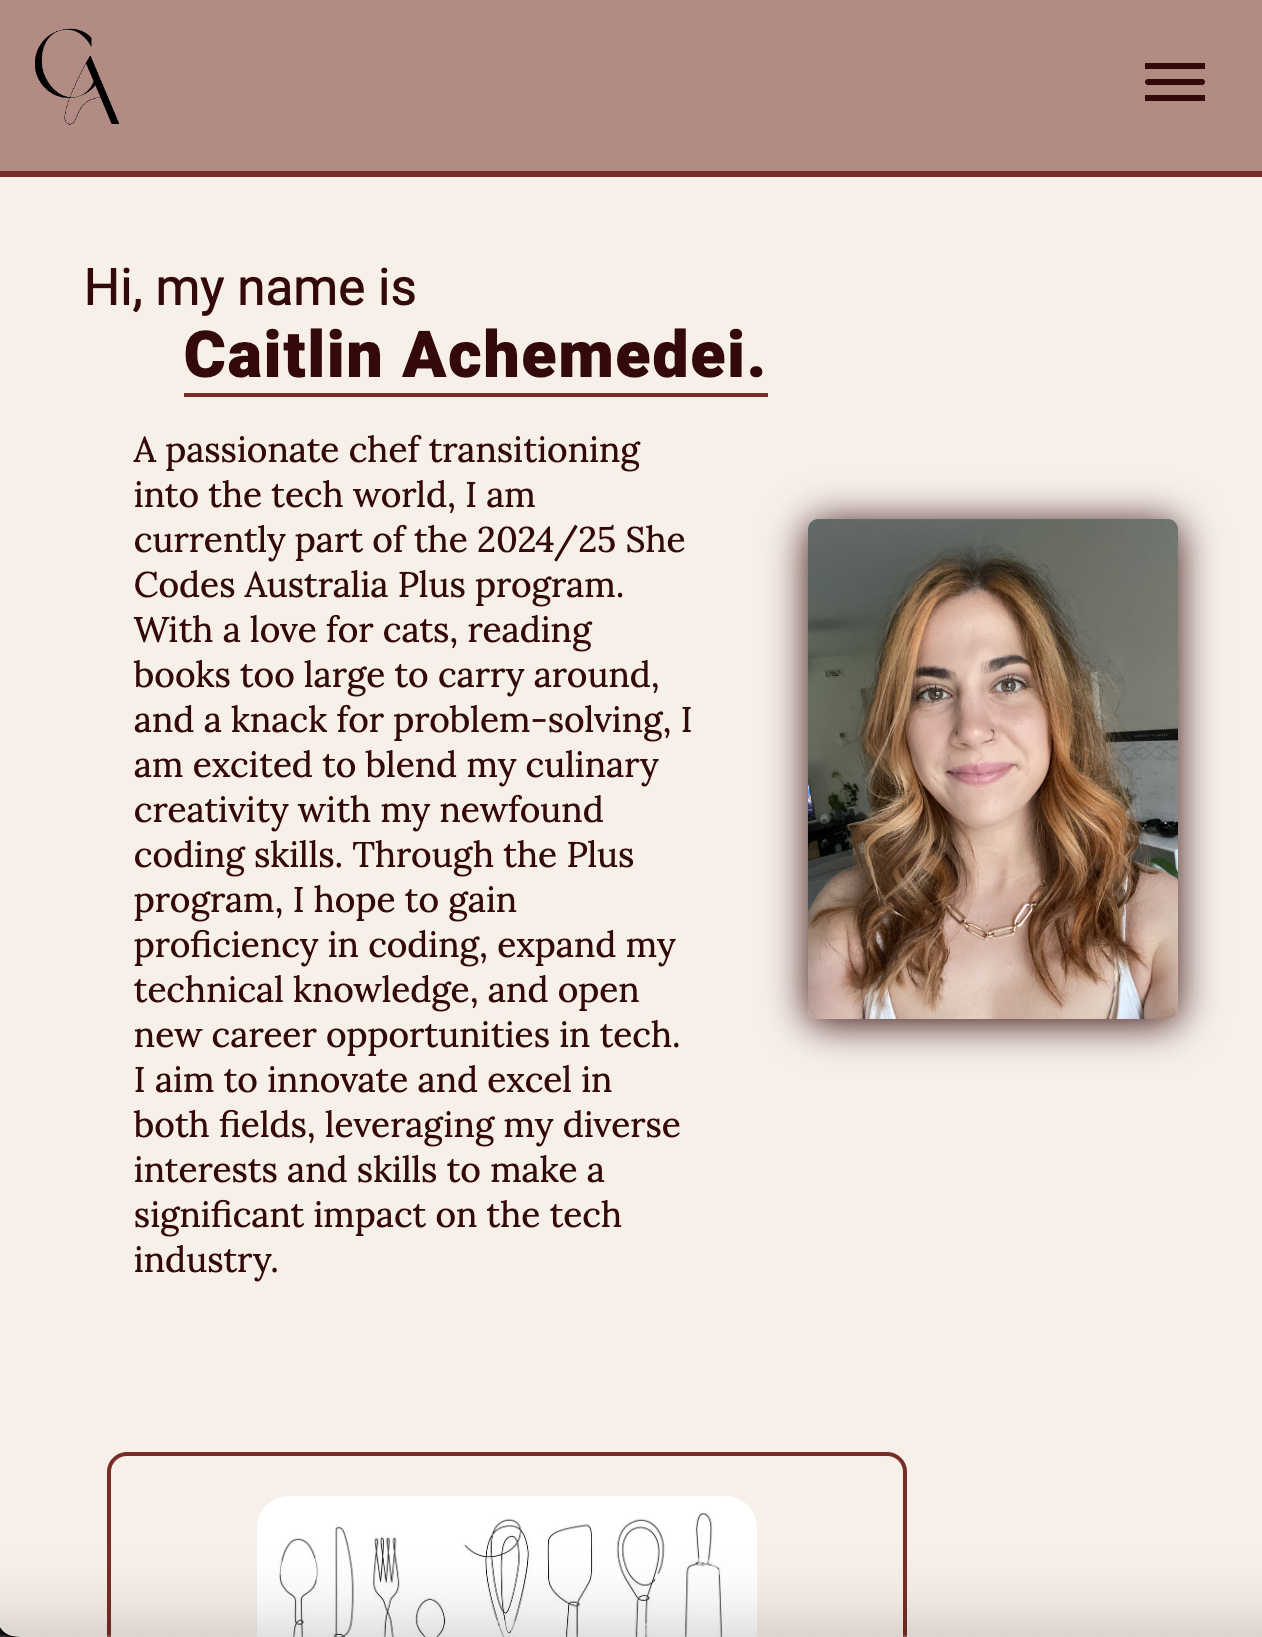 CA
Hi, my name is
Caitlin Achemedei.
A passionate chef transitioning
into the tech world, I am
currently part of the 2024/25 She
Codes Australia Plus program.
With a love for cats, reading
books too large to carry around,
and a knack for problem-solving, I
am excited to blend my culinary
creativity with my newfound
coding skills. Through the Plus
program, I hope to gain
proficiency in coding, expand my
technical knowledge, and open
new career opportunities in tech.
I aim to innovate and excel in
both fields, leveraging my diverse
interests and skills to make a
significant impact on the tech
industry.